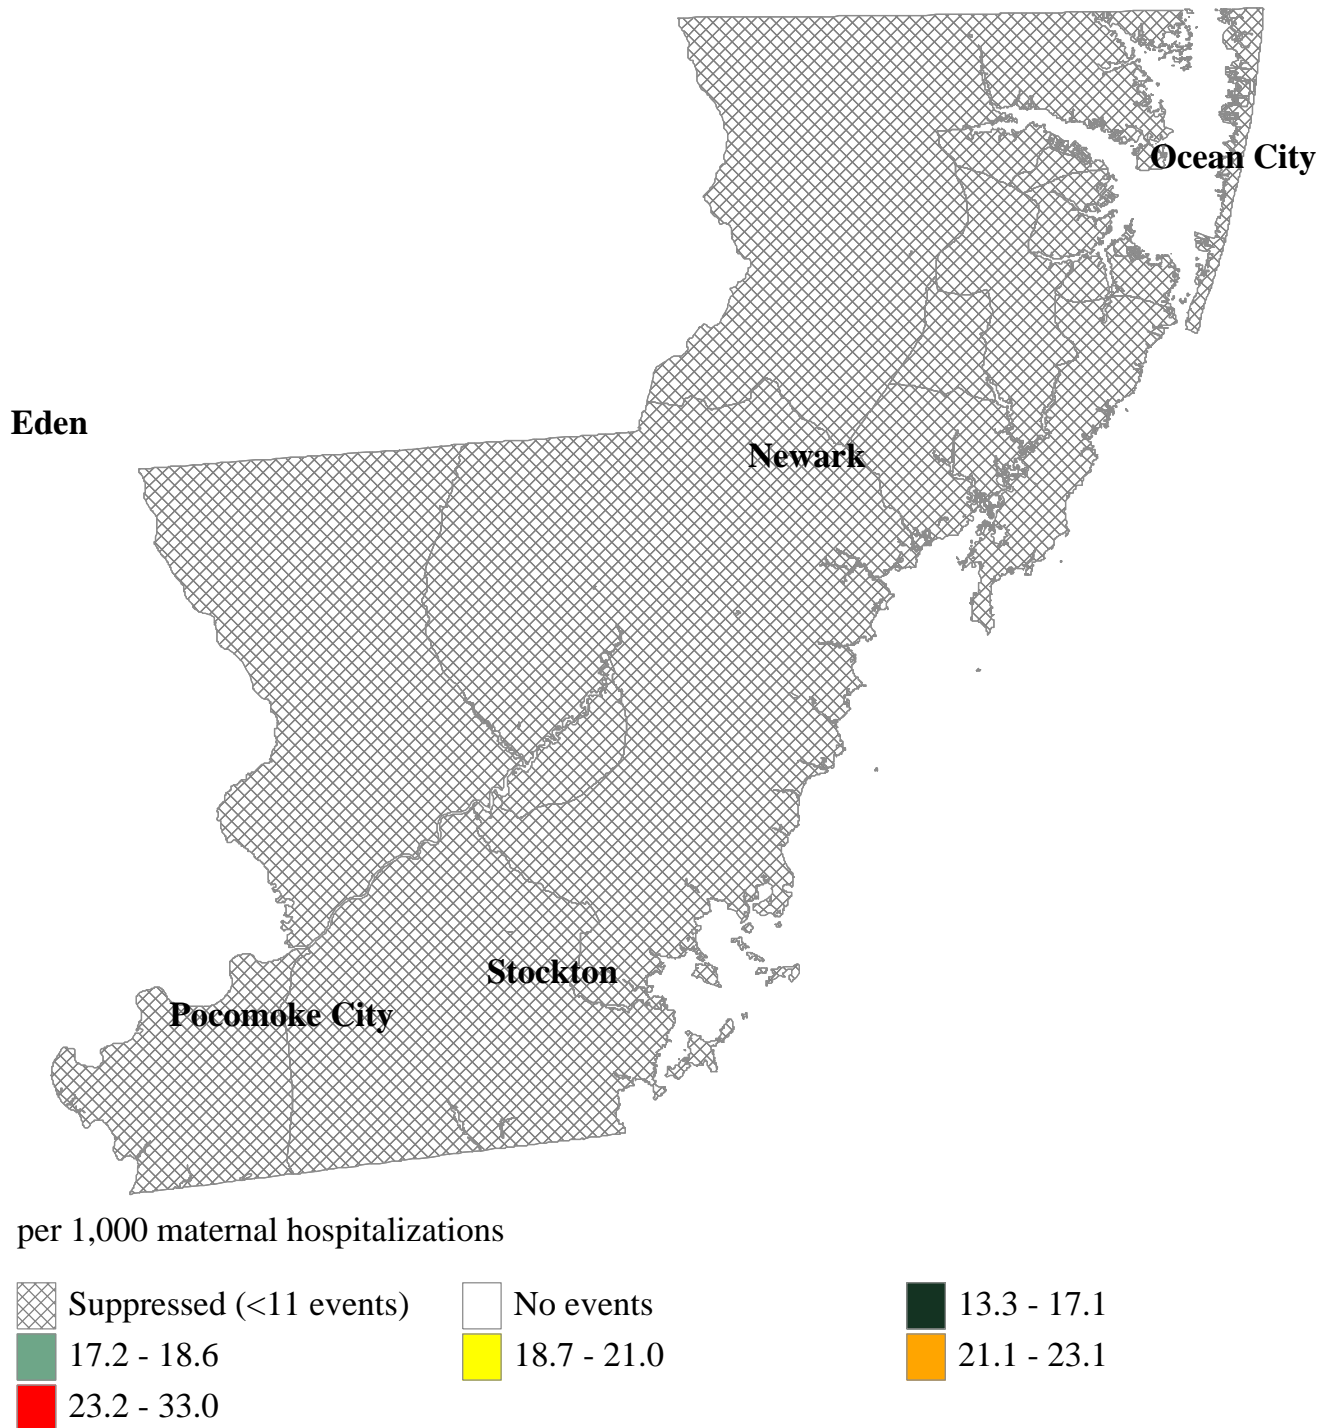 Ocean City
Eden
Newark
Stockton
Pocomoke City
per 1,000 maternal hospitalizations
Suppressed (<11 events)
No events
13.3 - 17.1
17.2 - 18.6
18.7 - 21.0
21.1 - 23.1
23.2 - 33.0